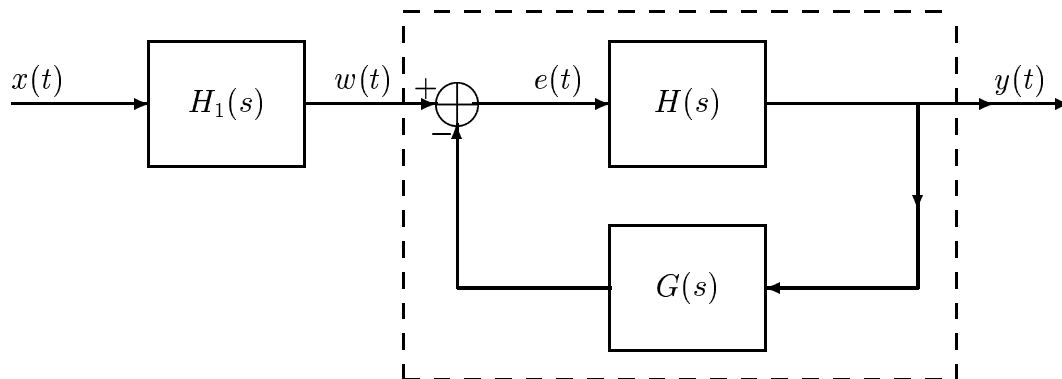 x(t)
H₁(s)
w(t)
+
−
e(t)
H(s)
y(t)
G(s)